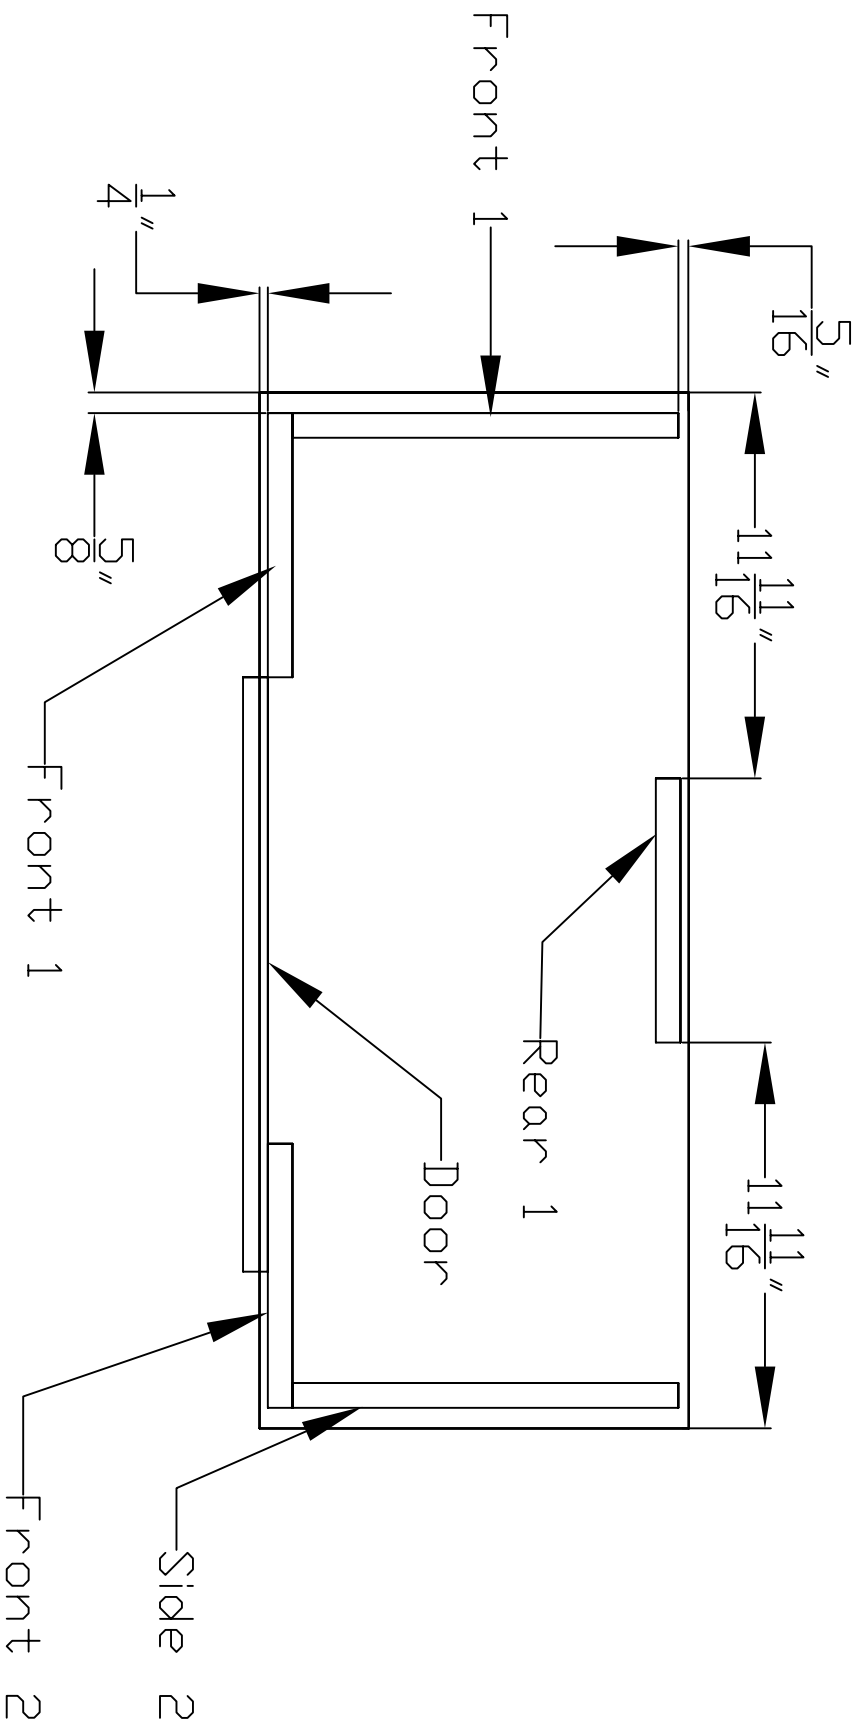 5/16"
11 11/16"
11 11/16"
Front 1
Rear 1
Door
1/4"
5/8"
Side 2
Front 1
Front 2